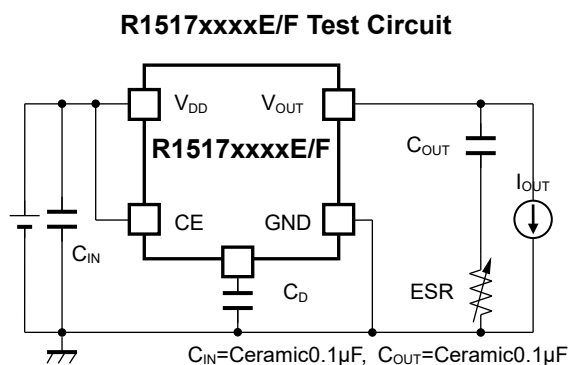 R1517xxxxE/F Test Circuit
VDD VOUT
R1517xxxxE/F
COUT
IOUT
CE GND
CIN
CD
ESR
CIN=Ceramic0.1μF, COUT=Ceramic0.1μF